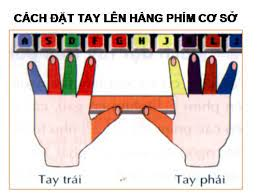 CÁCH ĐẶT TAY LÊN HÀNG PHÍM CƠ SỞ
A S D F G H J K L ;
Tay trái Tay phải